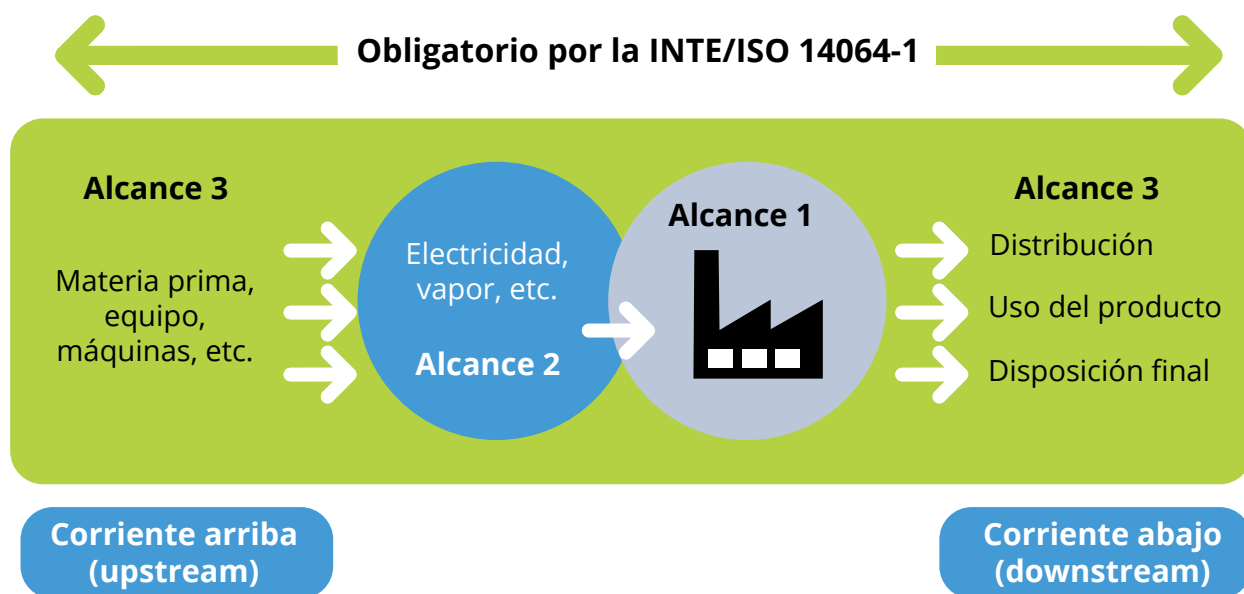 Obligatorio por la INTE/ISO 14064-1
Alcance 3
Materia prima,
equipo,
máquinas, etc.
Electricidad,
vapor, etc.
Alcance 2
Alcance 1
Alcance 3
Distribución
Uso del producto
Disposición final
Corriente arriba
(upstream)
Corriente abajo
(downstream)